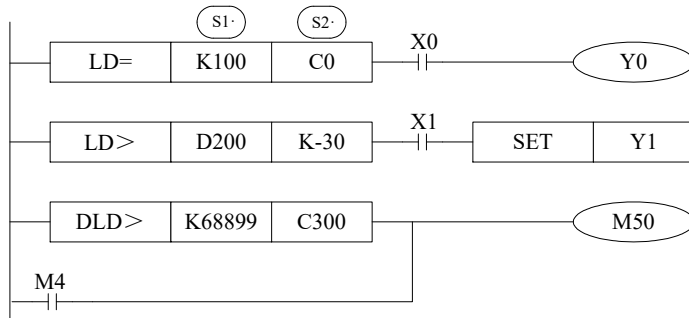 S1· S2·
X0
LD= K100 C0 Y0
X1
LD＞ D200 K-30 SET Y1
DLD＞ K68899 C300 M50
M4